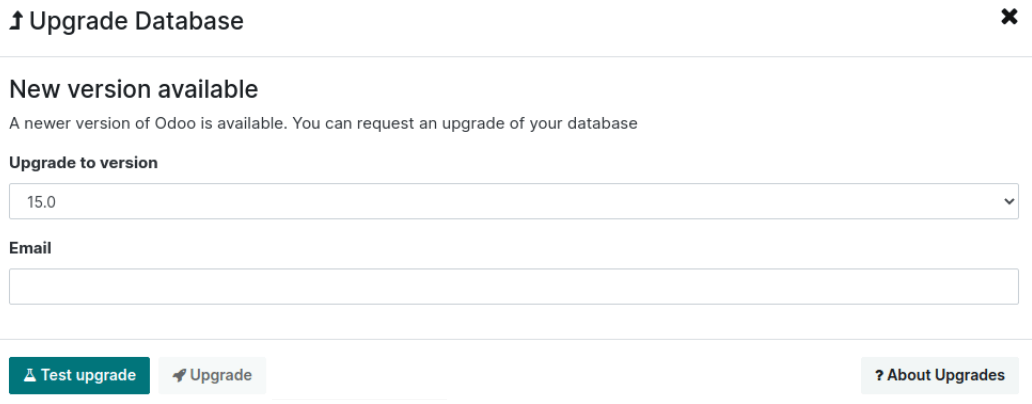 Upgrade Database
New version available
A newer version of Odoo is available. You can request an upgrade of your database
Upgrade to version
15.0
Email
Test upgrade
Upgrade
? About Upgrades